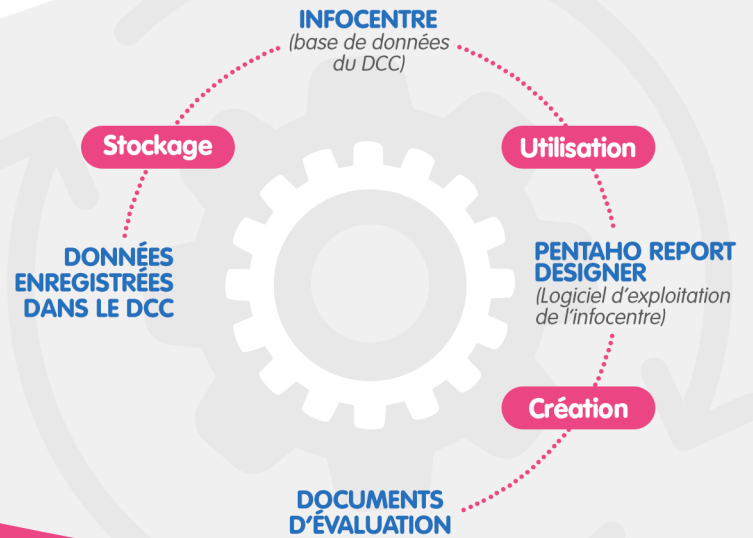 INFOCENTRE
(base de données
du DCC)
Stockage
Utilisation
DONNÉES
ENREGISTRÉES
DANS LE DCC
PENTAHO REPORT
DESIGNER
(Logiciel d'exploitation
de l'infocentre)
Création
DOCUMENTS
D'ÉVALUATION